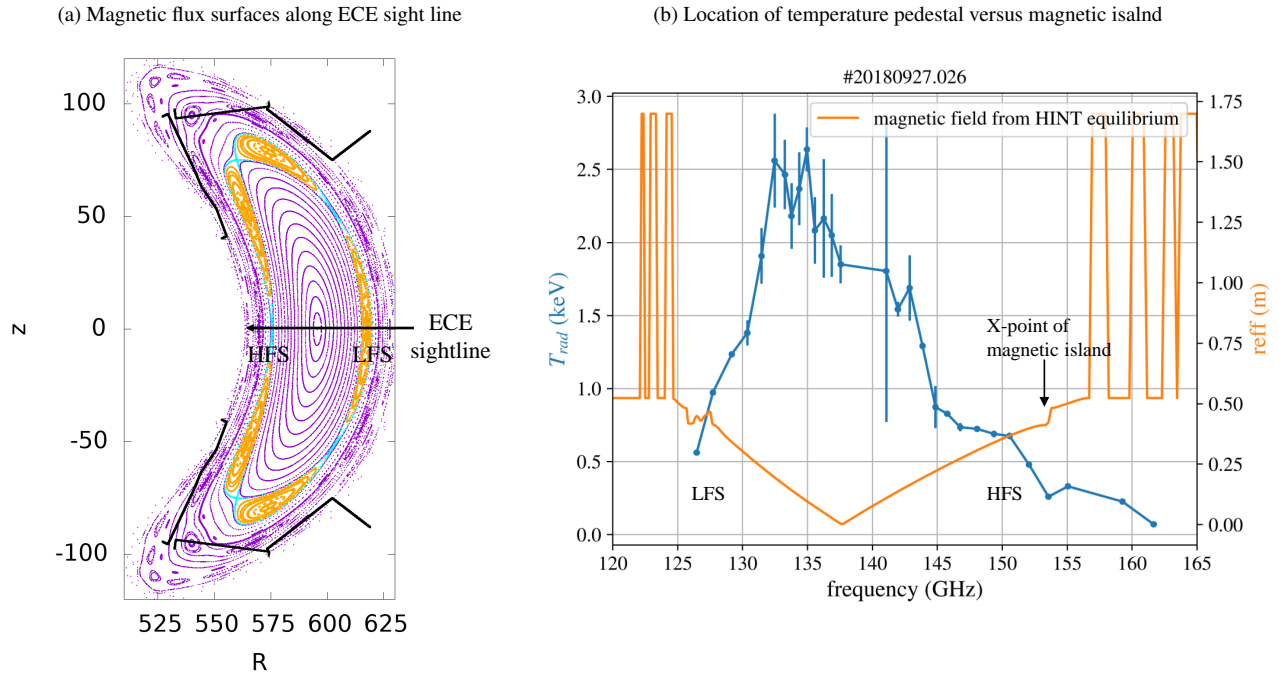 (a) Magnetic flux surfaces along ECE sight line
100
50
0
-50
-100
z
525 550 575 600 625
R
HFS
LFS
ECE
sightline
(b) Location of temperature pedestal versus magnetic isalnd
#20180927.026
magnetic field from HINT equilibrium
3.0
2.5
2.0
1.5
1.0
0.5
0.0
T_rad (keV)
1.75
1.50
1.25
1.00
0.75
0.50
0.25
0.00
reff (m)
X-point of
magnetic island
LFS
HFS
120 125 130 135 140 145 150 155 160 165
frequency (GHz)